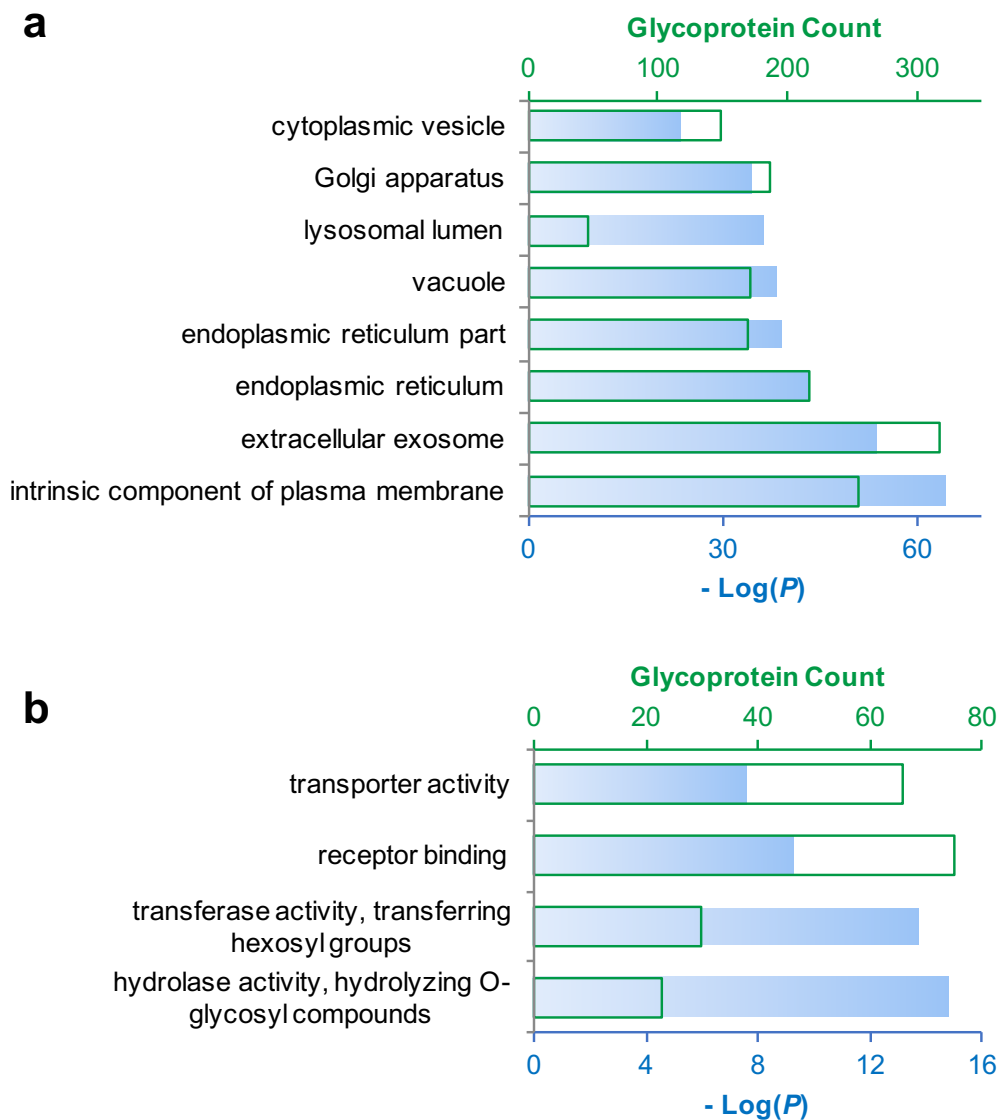 a
Glycoprotein Count
0 100 200 300
cytoplasmic vesicle
Golgi apparatus
lysosomal lumen
vacuole
endoplasmic reticulum part
endoplasmic reticulum
extracellular exosome
intrinsic component of plasma membrane
0 30 60
- Log(P)
b
Glycoprotein Count
0 20 40 60 80
transporter activity
receptor binding
transferase activity, transferring
hexosyl groups
hydrolase activity, hydrolyzing O-
glycosyl compounds
0 4 8 12 16
- Log(P)